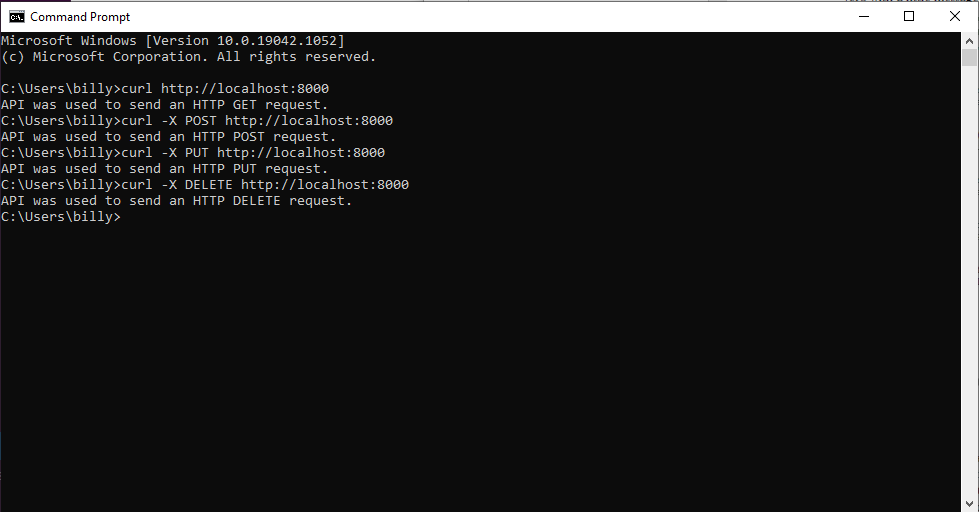 Command Prompt
Microsoft Windows [Version 10.0.19042.1052]
(c) Microsoft Corporation. All rights reserved.
C:\Users\billy>curl http://localhost:8000
API was used to send an HTTP GET request.
C:\Users\billy>curl -X POST http://localhost:8000
API was used to send an HTTP POST request.
C:\Users\billy>curl -X PUT http://localhost:8000
API was used to send an HTTP PUT request.
C:\Users\billy>curl -X DELETE http://localhost:8000
API was used to send an HTTP DELETE request.
C:\Users\billy>